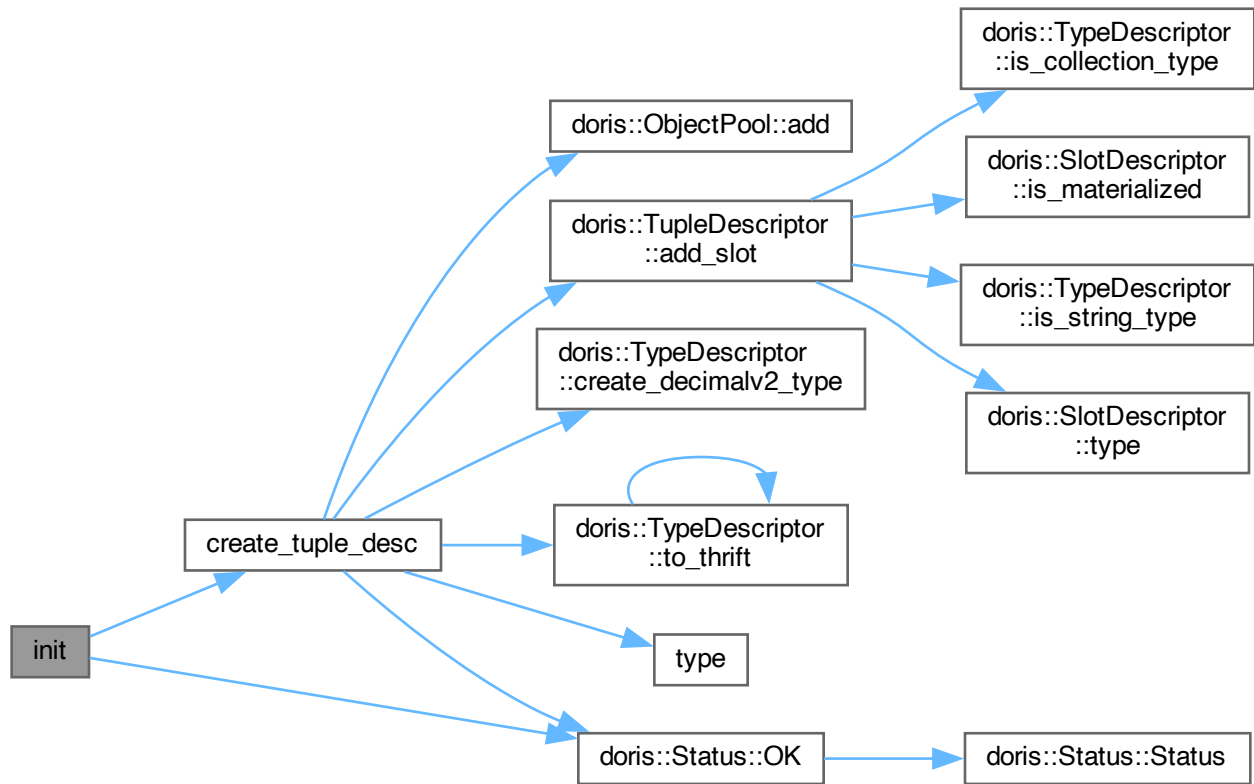 init
create_tuple_desc
doris::ObjectPool::add
doris::TupleDescriptor
::add_slot
doris::TypeDescriptor
::is_collection_type
doris::SlotDescriptor
::is_materialized
doris::TypeDescriptor
::is_string_type
doris::SlotDescriptor
::type
doris::TypeDescriptor
::create_decimalv2_type
doris::TypeDescriptor
::to_thrift
type
doris::Status::OK
doris::Status::Status